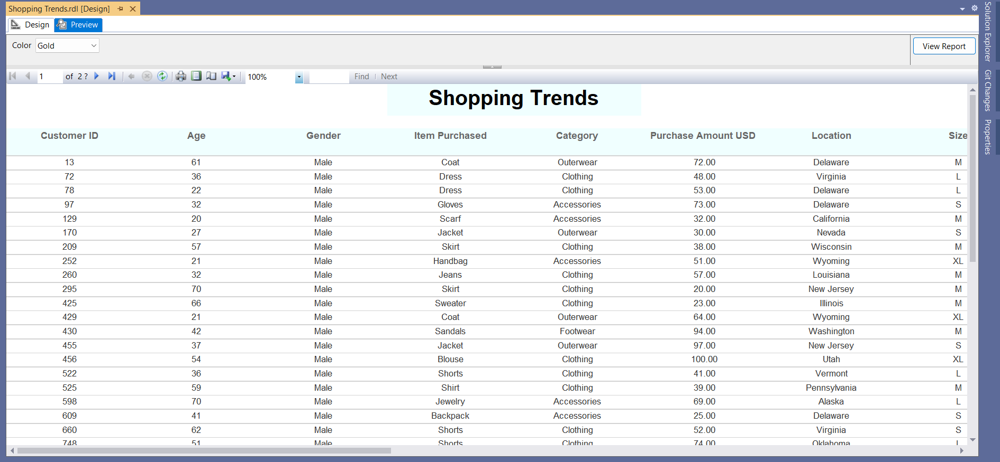 Shopping Trends.rdl [Design]
Design Preview
Color Gold
View Report
1 of 2 ? 100% Find Next
Shopping Trends
Customer ID Age Gender Item Purchased Category Purchase Amount USD Location Size
13 61 Male Coat Outerwear 72.00 Delaware M
72 36 Male Dress Clothing 48.00 Virginia L
78 22 Male Dress Clothing 53.00 Delaware L
97 32 Male Gloves Accessories 73.00 Delaware S
129 20 Male Scarf Accessories 32.00 California M
170 27 Male Jacket Outerwear 30.00 Nevada S
209 57 Male Skirt Clothing 38.00 Wisconsin M
252 21 Male Handbag Accessories 51.00 Wyoming XL
260 32 Male Jeans Clothing 57.00 Louisiana M
295 70 Male Skirt Clothing 20.00 New Jersey M
425 66 Male Sweater Clothing 23.00 Illinois M
429 21 Male Coat Outerwear 64.00 Wyoming XL
430 42 Male Sandals Footwear 94.00 Washington M
455 37 Male Jacket Outerwear 97.00 New Jersey S
456 54 Male Blouse Clothing 100.00 Utah XL
522 36 Male Shorts Clothing 41.00 Vermont L
525 59 Male Shirt Clothing 39.00 Pennsylvania M
598 70 Male Jewelry Accessories 69.00 Alaska L
609 41 Male Backpack Accessories 25.00 Delaware S
660 62 Male Shorts Clothing 52.00 Virginia S
748 51 Male Shorts Clothing 74.00 Oklahoma L
Solution Explorer
Git Changes
Properties